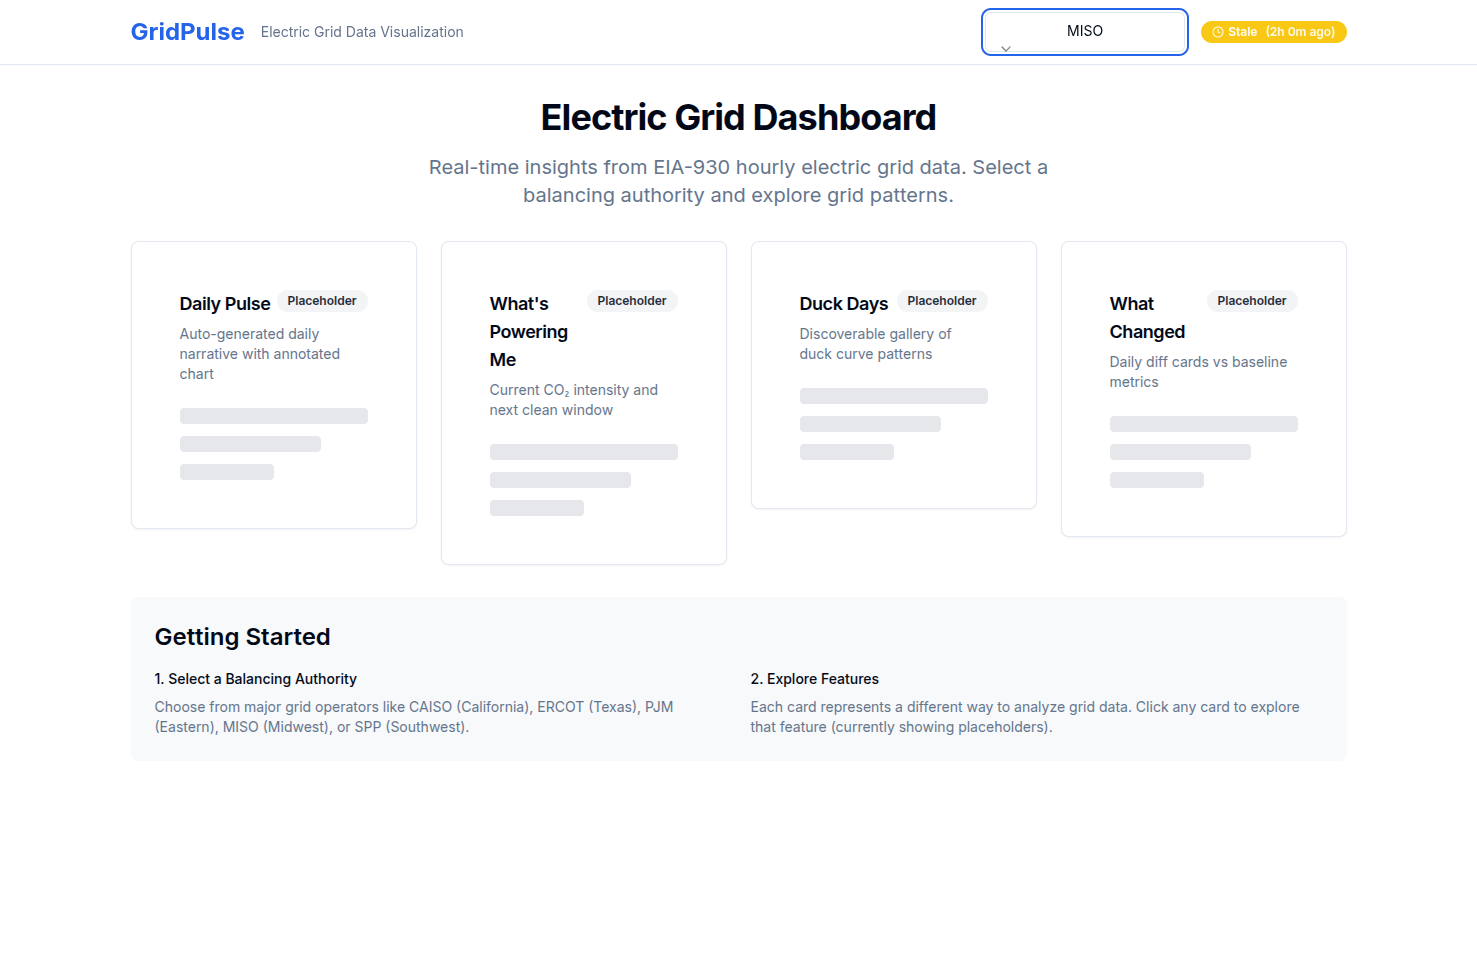 GridPulse Electric Grid Data Visualization MISO Stale (2h 0m ago)
Electric Grid Dashboard
Real-time insights from EIA-930 hourly electric grid data. Select a
balancing authority and explore grid patterns.
Daily Pulse Placeholder
Auto-generated daily
narrative with annotated
chart
What's Placeholder
Powering
Me
Current CO₂ intensity and
next clean window
Duck Days Placeholder
Discoverable gallery of
duck curve patterns
What Placeholder
Changed
Daily diff cards vs baseline
metrics
Getting Started
1. Select a Balancing Authority
Choose from major grid operators like CAISO (California), ERCOT (Texas), PJM
(Eastern), MISO (Midwest), or SPP (Southwest).
2. Explore Features
Each card represents a different way to analyze grid data. Click any card to explore
that feature (currently showing placeholders).